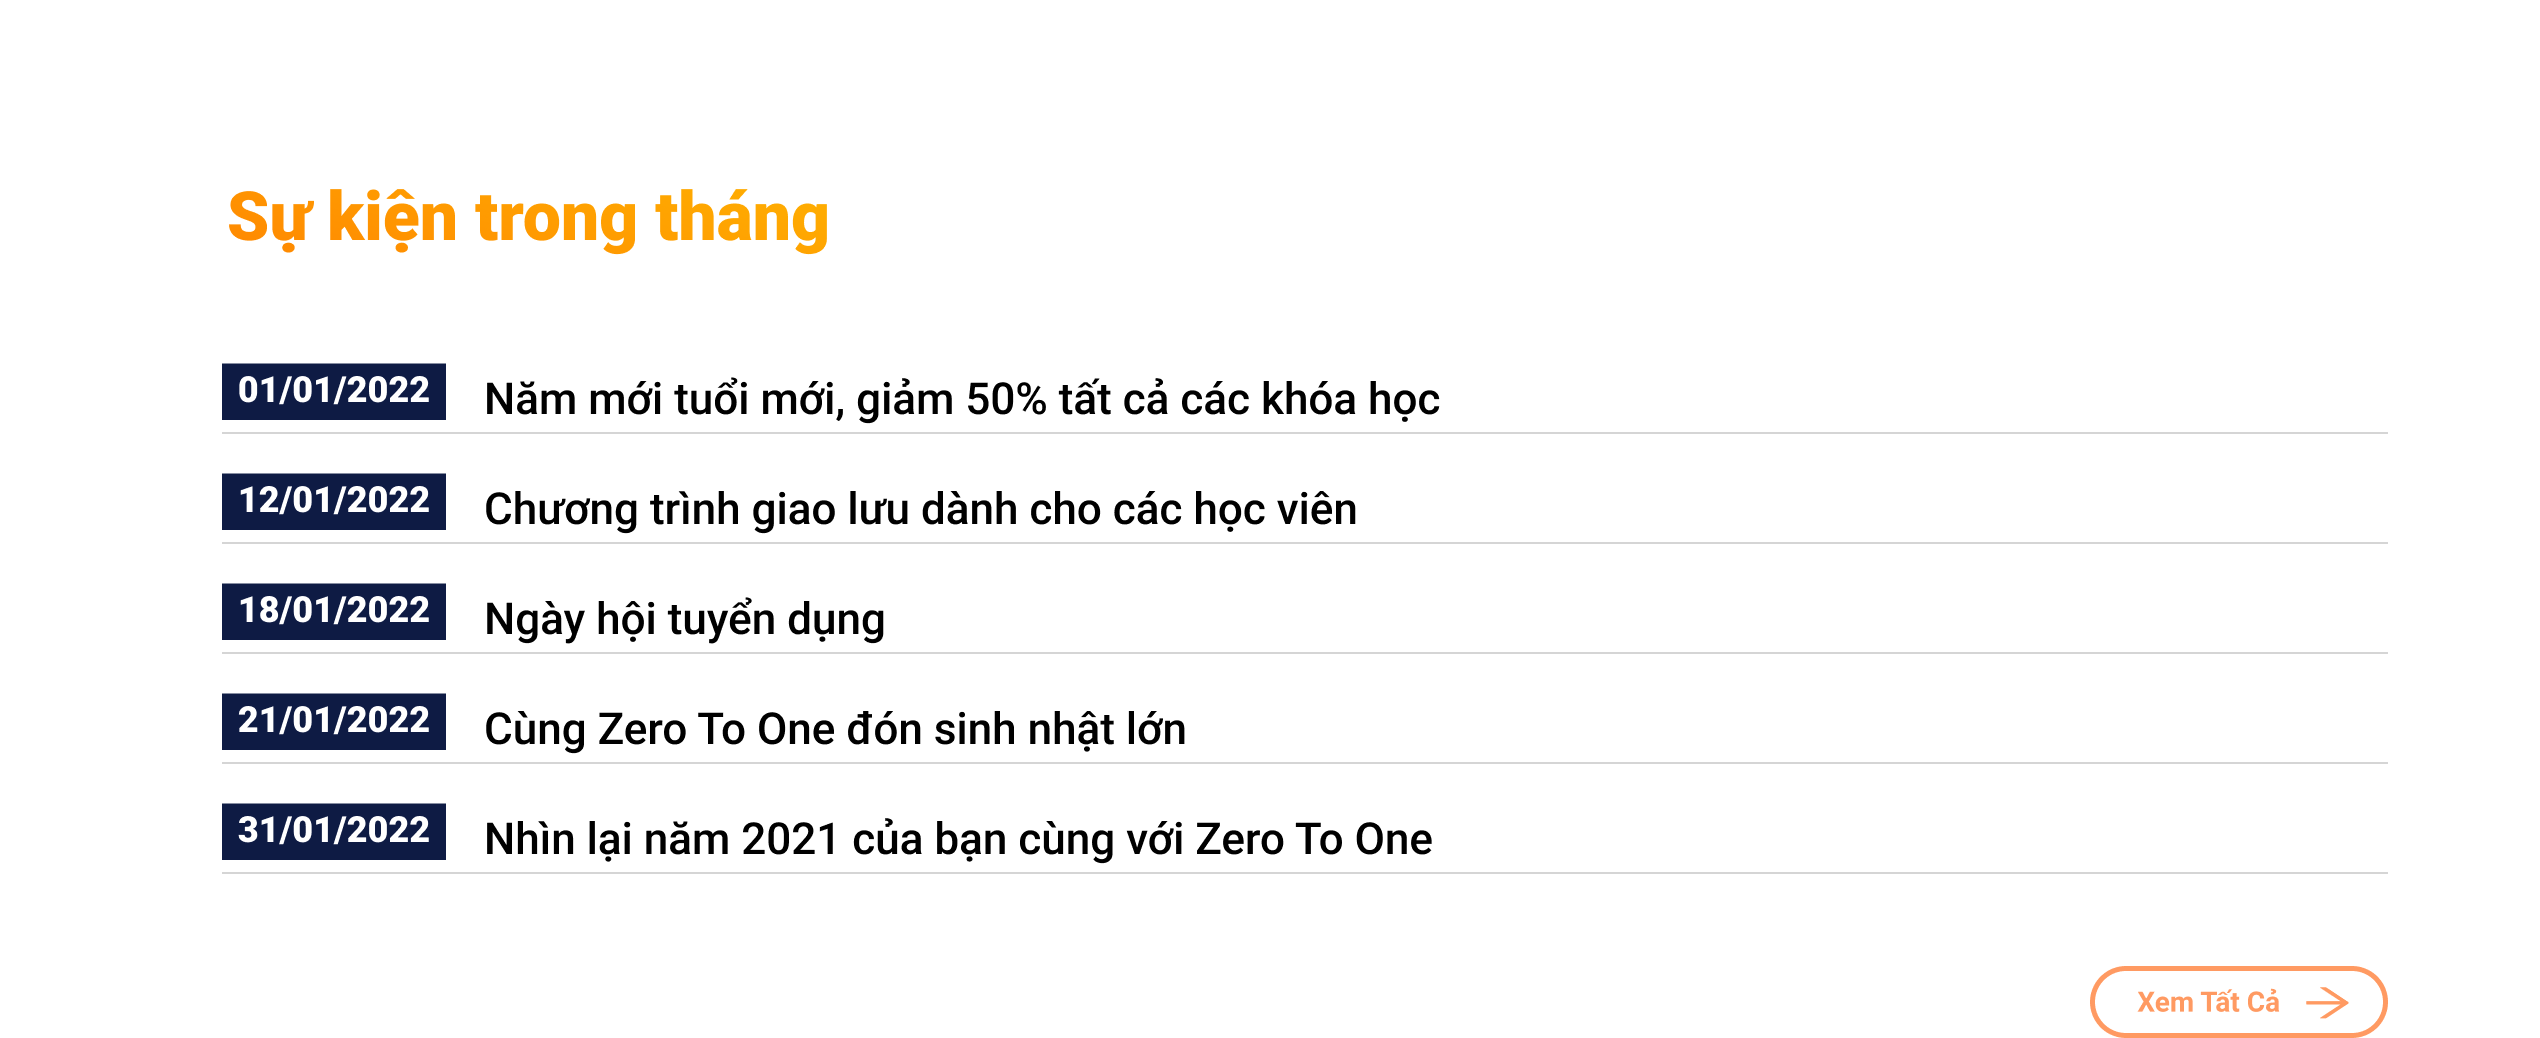 Sự kiện trong tháng
01/01/2022 Năm mới tuổi mới, giảm 50% tất cả các khóa học
12/01/2022 Chương trình giao lưu dành cho các học viên
18/01/2022 Ngày hội tuyển dụng
21/01/2022 Cùng Zero To One đón sinh nhật lớn
31/01/2022 Nhìn lại năm 2021 của bạn cùng với Zero To One
Xem Tất Cả